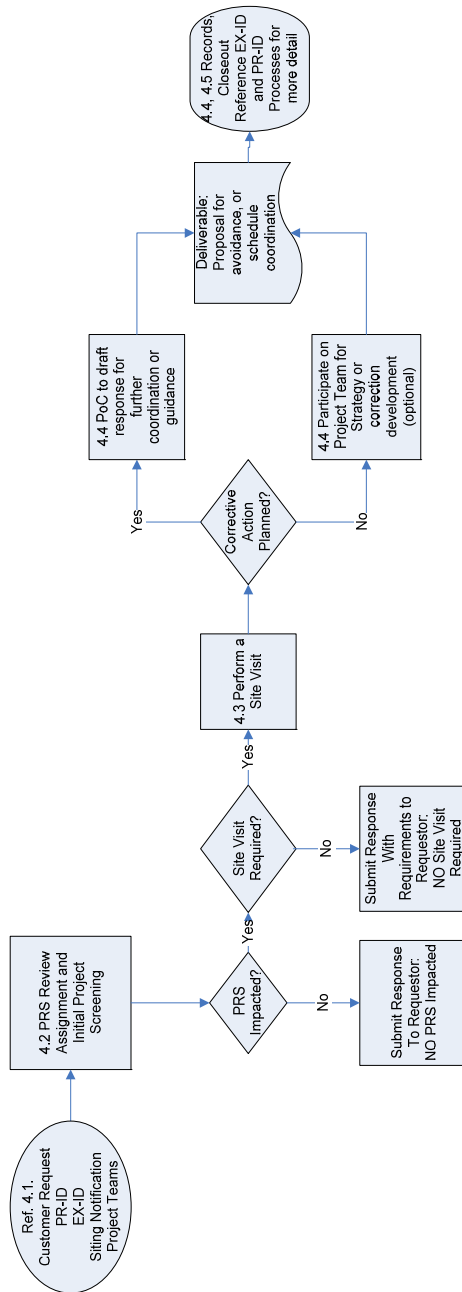 Ref. 4.1.
Customer Request
PR-ID
EX-ID
Siting Notification
Project Teams
4.2 PRS Review
Assignment and
Initial Project
Screening
PRS
Impacted?
No
Submit Response
To Requestor:
NO PRS Impacted
Yes
Site Visit
Required?
No
Submit Response
With
Requirements to
Requestor:
NO Site Visit
Required
Yes
4.3 Perform a
Site Visit
Corrective
Action
Planned?
Yes
4.4 PoC to draft
response for
further
coordination or
guidance
No
4.4 Participate on
Project Team for
Strategy or
correction
development
(optional)
Deliverable:
Proposal for
avoidance, or
schedule
coordination
4.4, 4.5 Records,
Closeout
Reference EX-ID
and PR-ID
Processes for
more detail